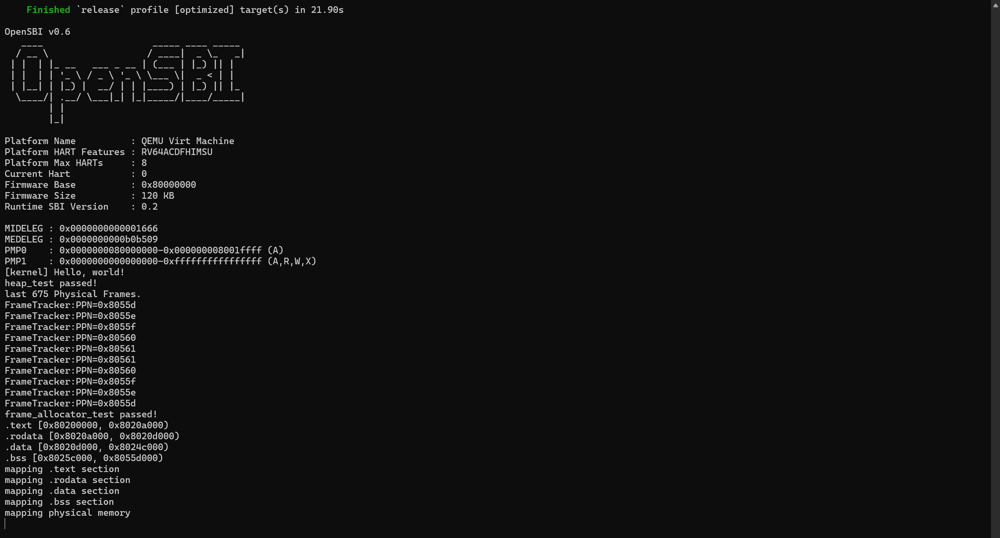 Finished `release` profile [optimized] target(s) in 21.90s

OpenSBI v0.6
   ____                    _____ ____ _____
  / __ \                  / ____|  _ \_   _|
 | |  | |_ __   ___ _ __ | (___ | |_) || |
 | |  | | '_ \ / _ \ '_ \ \___ \|  _ < | |
 | |__| | |_) |  __/ | | |____) | |_) || |_
  \____/| .__/ \___|_| |_|_____/|____/_____|
        | |
        |_|

Platform Name          : QEMU Virt Machine
Platform HART Features : RV64ACDFHIMSU
Platform Max HARTs     : 8
Current Hart           : 0
Firmware Base          : 0x80000000
Firmware Size          : 120 KB
Runtime SBI Version    : 0.2

MIDELEG : 0x0000000000001666
MEDELEG : 0x0000000000b0b509
PMP0    : 0x0000000080000000-0x000000008001ffff (A)
PMP1    : 0x0000000000000000-0xffffffffffffffff (A,R,W,X)
[kernel] Hello, world!
heap_test passed!
last 675 Physical Frames.
FrameTracker:PPN=0x8055d
FrameTracker:PPN=0x8055e
FrameTracker:PPN=0x8055f
FrameTracker:PPN=0x80560
FrameTracker:PPN=0x80561
FrameTracker:PPN=0x80561
FrameTracker:PPN=0x80560
FrameTracker:PPN=0x8055f
FrameTracker:PPN=0x8055e
FrameTracker:PPN=0x8055d
frame_allocator_test passed!
.text [0x80200000, 0x8020a000)
.rodata [0x8020a000, 0x8020d000)
.data [0x8020d000, 0x8024c000)
.bss [0x8025c000, 0x8055d000)
mapping .text section
mapping .rodata section
mapping .data section
mapping .bss section
mapping physical memory